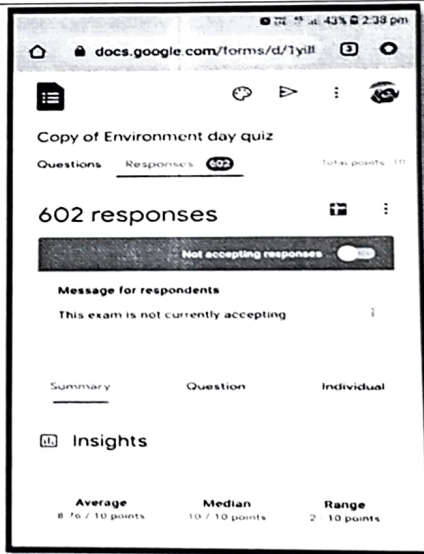 43% 2:38 pm
docs.google.com/forms/d/1yill 3
Copy of Environment day quiz
Questions Responses 602 Total points: 10
602 responses
Not accepting responses
Message for respondents
This exam is not currently accepting
Summary Question Individual
Insights
Average Median Range
8.76 / 10 points 10 / 10 points 2 - 10 points